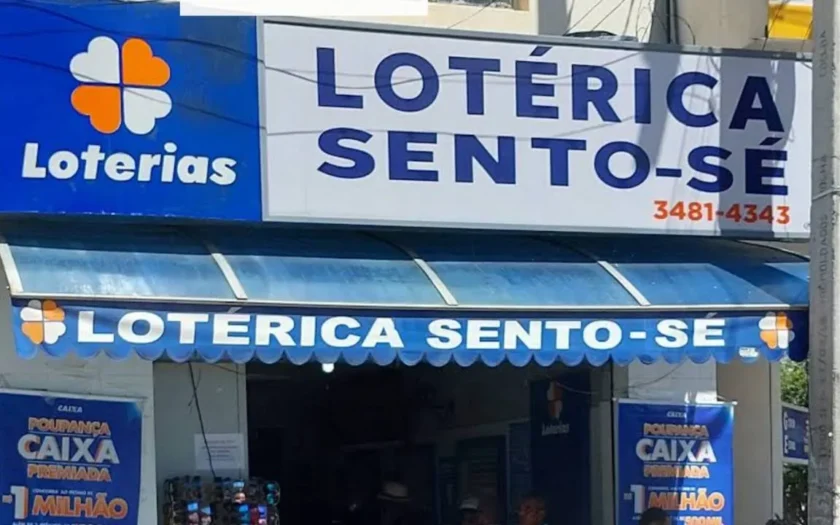 Loterias
LOTÉRICA
SENTO-SÉ
3481-4343
LOTÉRICA SENTO-SÉ
CAIXA
POUPANÇA
CAIXA
PREMIADA
1 MILHÃO
Loterias
CAIXA
POUPANÇA
CAIXA
PREMIADA
1 MILHÃO